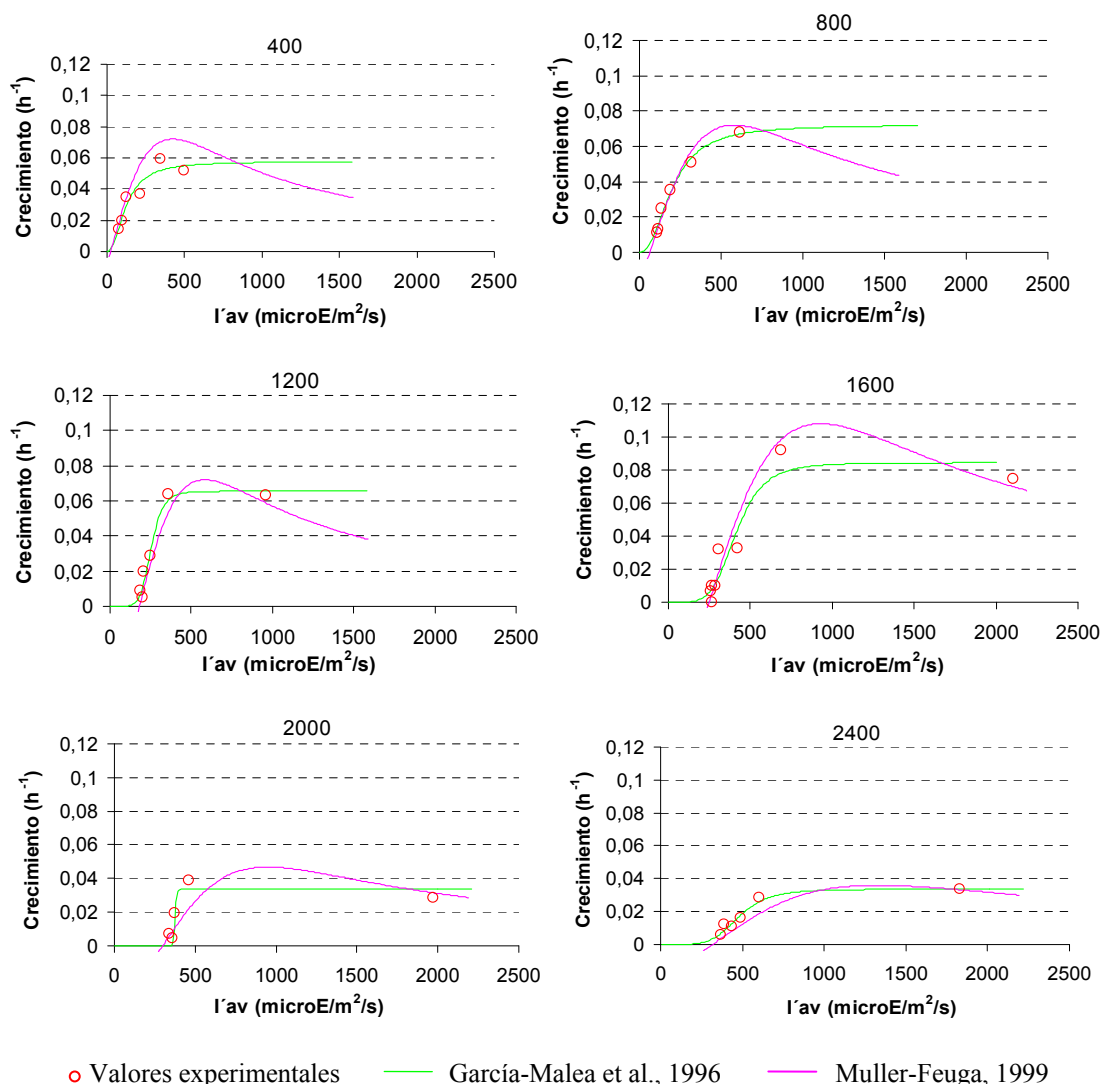 400
0,12
0,1
0,08
0,06
0,04
0,02
0
Crecimiento (h-1)
0 500 1000 1500 2000 2500
I´av (microE/m2/s)
800
0,12
0,1
0,08
0,06
0,04
0,02
0
Crecimiento (h-1)
0 500 1000 1500 2000 2500
I´av (microE/m2/s)
1200
0,12
0,1
0,08
0,06
0,04
0,02
0
Crecimiento (h-1)
0 500 1000 1500 2000 2500
I´av (microE/m2/s)
1600
0,12
0,1
0,08
0,06
0,04
0,02
0
Crecimiento (h-1)
0 500 1000 1500 2000 2500
I´av (microE/m2/s)
2000
0,12
0,1
0,08
0,06
0,04
0,02
0
Crecimiento (h-1)
0 500 1000 1500 2000 2500
I´av (microE/m2/s)
2400
0,12
0,1
0,08
0,06
0,04
0,02
0
Crecimiento (h-1)
0 500 1000 1500 2000 2500
I´av (microE/m2/s)
Valores experimentales García-Malea et al., 1996 Muller-Feuga, 1999